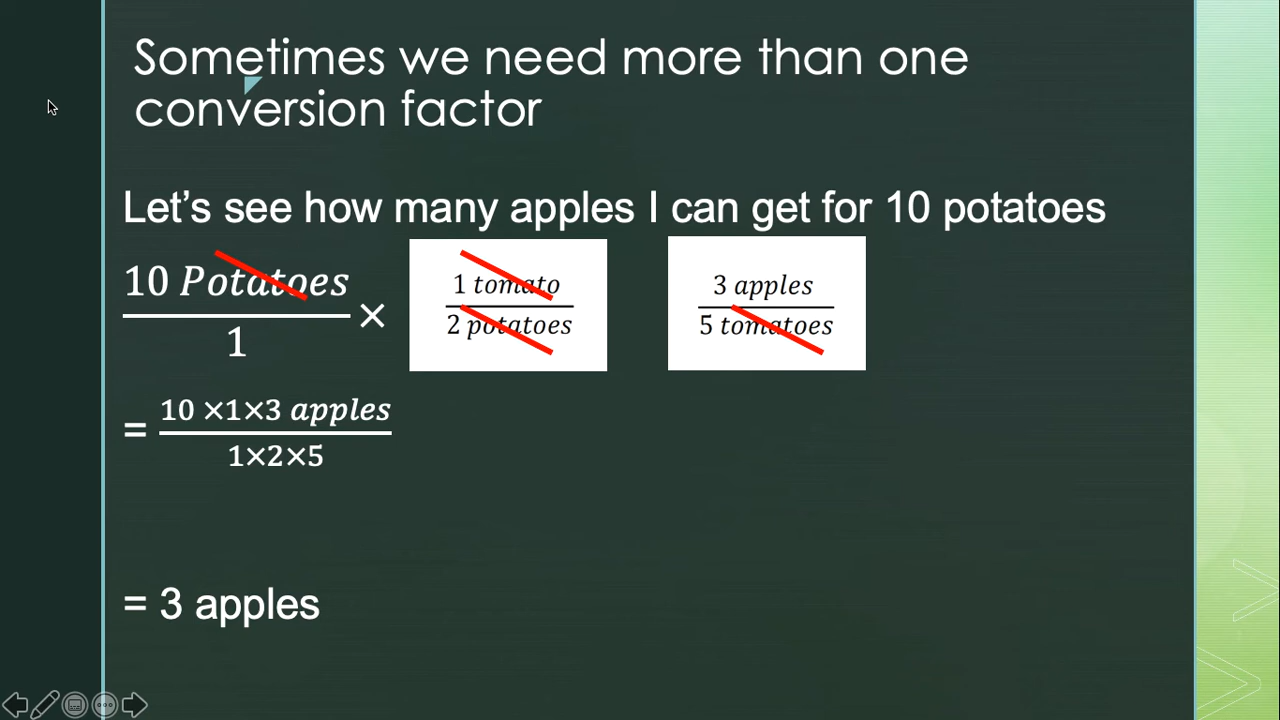 Sometimes we need more than one
conversion factor
Let's see how many apples I can get for 10 potatoes
10 Potatoes
1
×
1 tomato
2 potatoes
3 apples
5 tomatoes
= 10 ×1×3 apples
1×2×5
= 3 apples